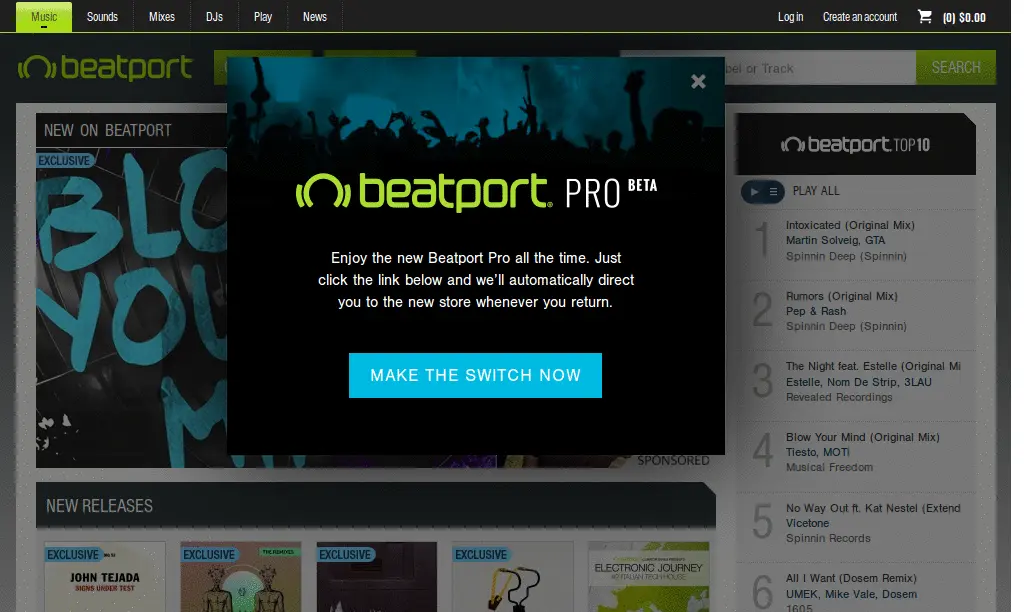 Music
Sounds
Mixes
DJs
Play
News
Log in
Create an account
(0) $0.00
beatport
or Track
SEARCH
NEW ON BEATPORT
EXCLUSIVE
BLO
YOU
M
beatport PRO BETA
Enjoy the new Beatport Pro all the time. Just
click the link below and we'll automatically direct
you to the new store whenever you return.
MAKE THE SWITCH NOW
SPONSORED
beatport TOP10
PLAY ALL
1
Intoxicated (Original Mix)
Martin Solveig, GTA
Spinnin Deep (Spinnin)
2
Rumors (Original Mix)
Pep & Rash
Spinnin Deep (Spinnin)
3
The Night feat. Estelle (Original Mi
Estelle, Nom De Strip, 3LAU
Revealed Recordings
4
Blow Your Mind (Original Mix)
Tiesto, MOTi
Musical Freedom
5
No Way Out ft. Kat Nestel (Extend
Vicetone
Spinnin Records
6
All I Want (Dosem Remix)
UMEK, Mike Vale, Dosem
1605
NEW RELEASES
EXCLUSIVE
JOHN TEJADA
SIGNS UNDER TEST
EXCLUSIVE
THE REMIXES
EXCLUSIVE
EXCLUSIVE
ELECTRONIC JOURNEY